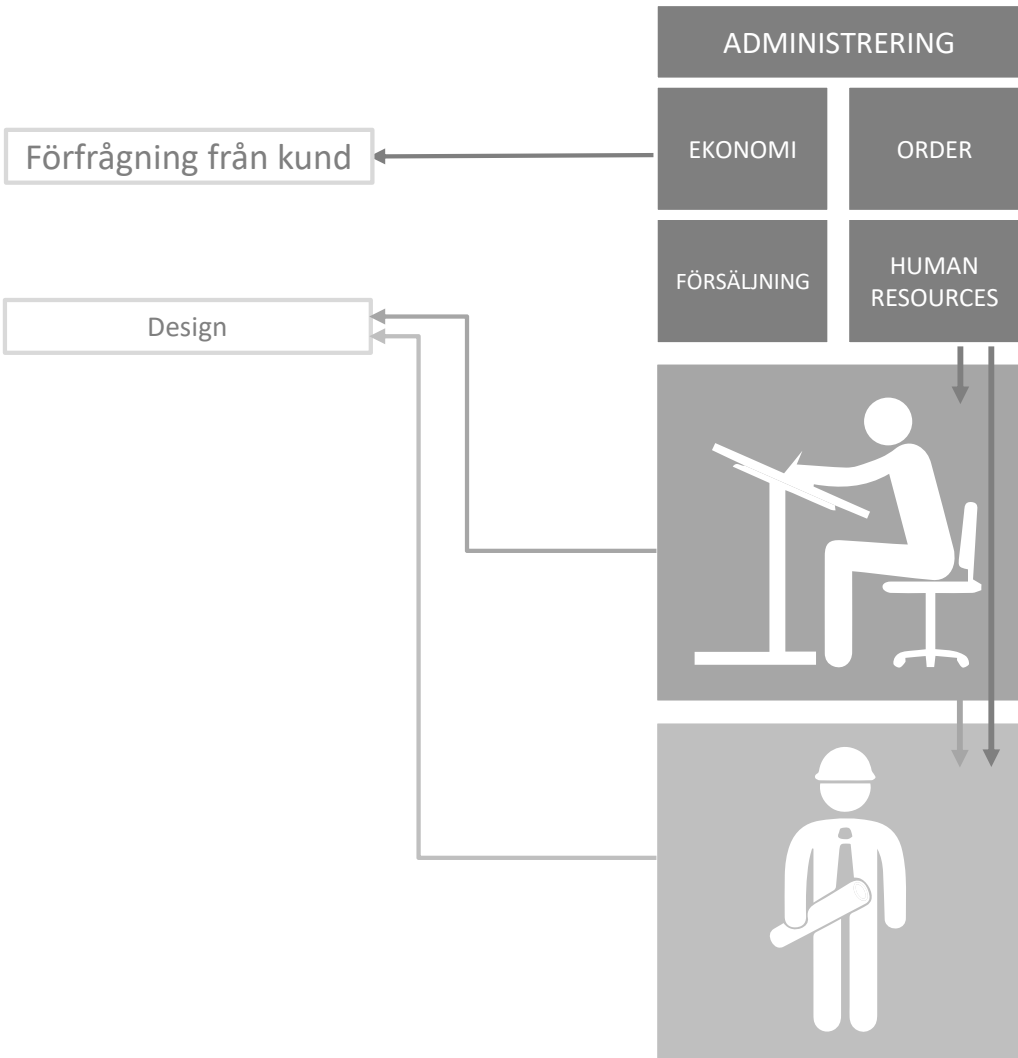 ADMINISTRERING
Förfrågning från kund
EKONOMI
ORDER
FÖRSÄLJNING
HUMAN
RESOURCES
Design